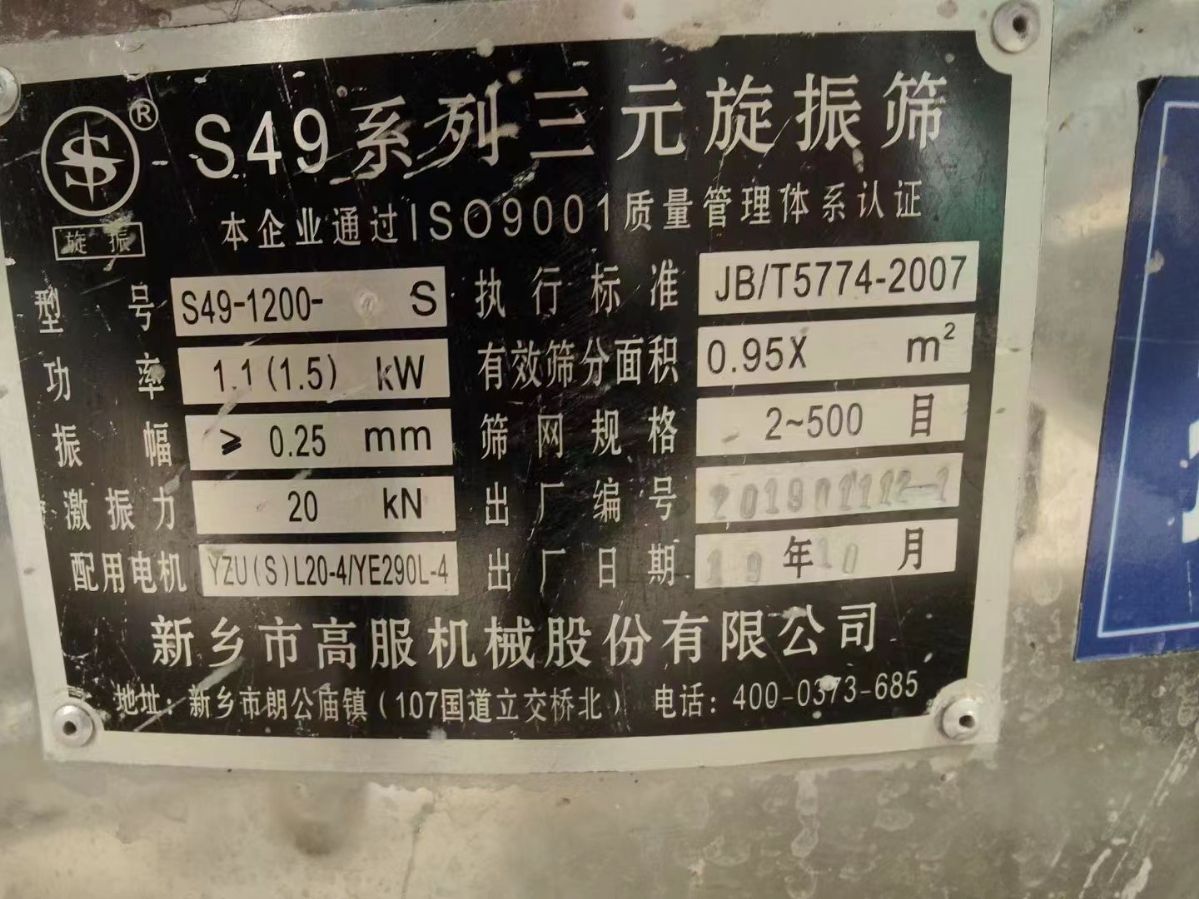 ® S49系列三元旋振筛
旋振
本企业通过ISO9001质量管理体系认证
型号 S49-1200- S 执行标准 JB/T5774-2007
功率 1.1(1.5) kW 有效筛分面积 0.95X m²
振幅 ≥ 0.25 mm 筛网规格 2~500 目
激振力 20 kN 出厂编号 201901112-1
配用电机 YZU(S)L20-4/YE290L-4 出厂日期 19年10月
新乡市高服机械股份有限公司
地址：新乡市朗公庙镇（107国道立交桥北） 电话：400-0373-685